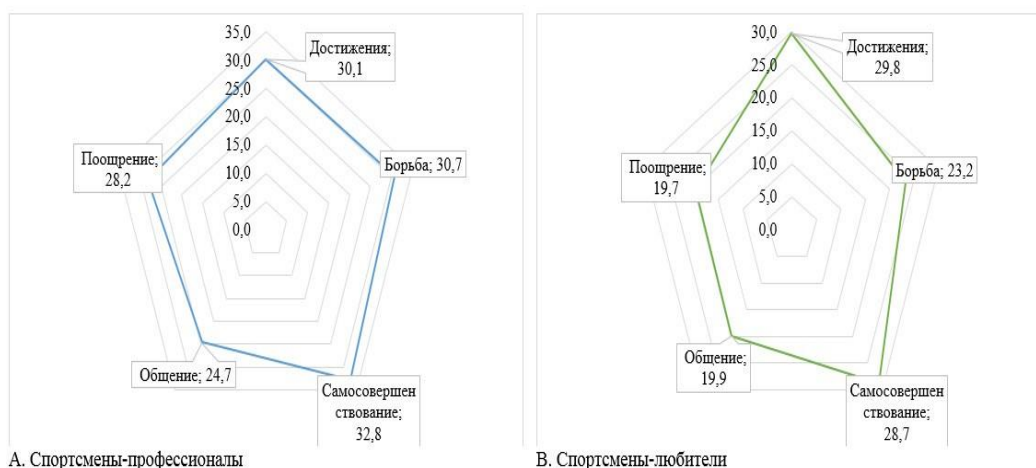 35,0
30,0
25,0
20,0
15,0
10,0
5,0
0,0
Достижения;
30,1
Борьба; 30,7
Самосовершен
ствование;
32,8
Общение; 24,7
Поощрение;
28,2
А. Спортсмены-профессионалы
30,0
25,0
20,0
15,0
10,0
5,0
0,0
Достижения;
29,8
Борьба; 23,2
Самосовершен
ствование;
28,7
Общение;
19,9
Поощрение;
19,7
В. Спортсмены-любители